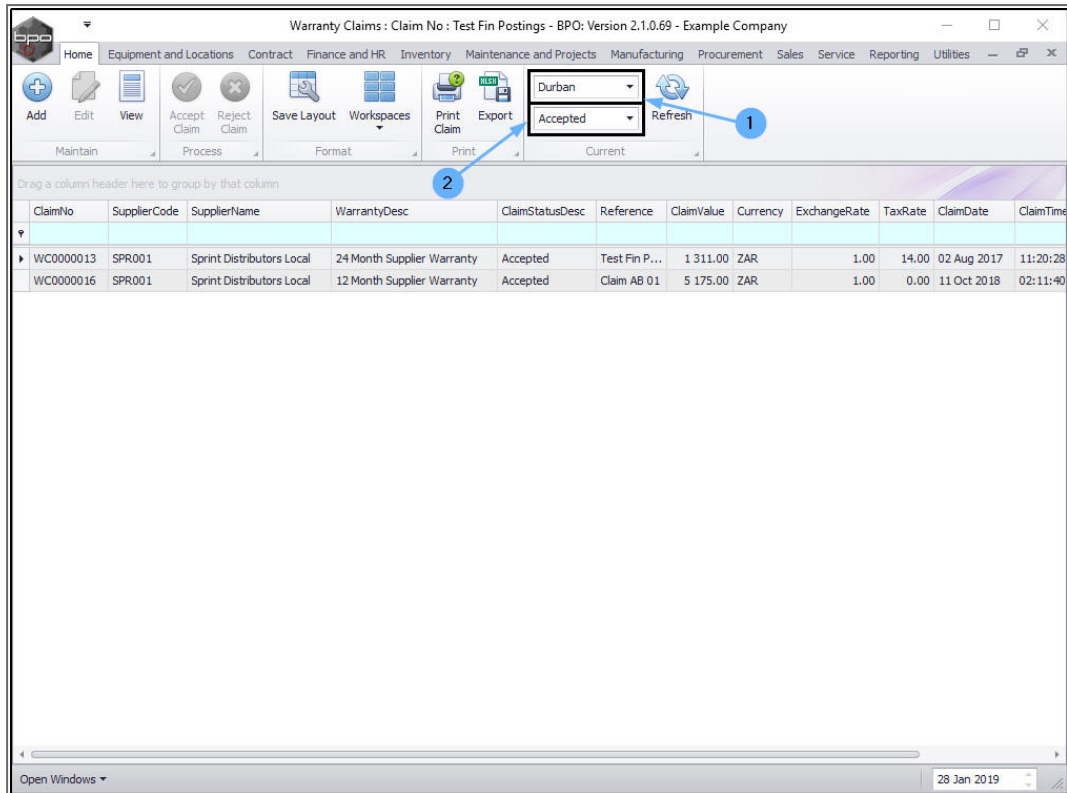 Warranty Claims : Claim No : Test Fin Postings - BPO: Version 2.1.0.69 - Example Company
bpo
Home Equipment and Locations Contract Finance and HR Inventory Maintenance and Projects Manufacturing Procurement Sales Service Reporting Utilities
Add Edit View Accept Claim Reject Claim Save Layout Workspaces Print Claim XLSX Export Durban Accepted Refresh 1
Maintain Process Format Print Current
2
Drag a column header here to group by that column
ClaimNo SupplierCode SupplierName WarrantyDesc ClaimStatusDesc Reference ClaimValue Currency ExchangeRate TaxRate ClaimDate ClaimTime
WC0000013 SPR001 Sprint Distributors Local 24 Month Supplier Warranty Accepted Test Fin P... 1 311.00 ZAR 1.00 14.00 02 Aug 2017 11:20:28
WC0000016 SPR001 Sprint Distributors Local 12 Month Supplier Warranty Accepted Claim AB 01 5 175.00 ZAR 1.00 0.00 11 Oct 2018 02:11:40
Open Windows 28 Jan 2019